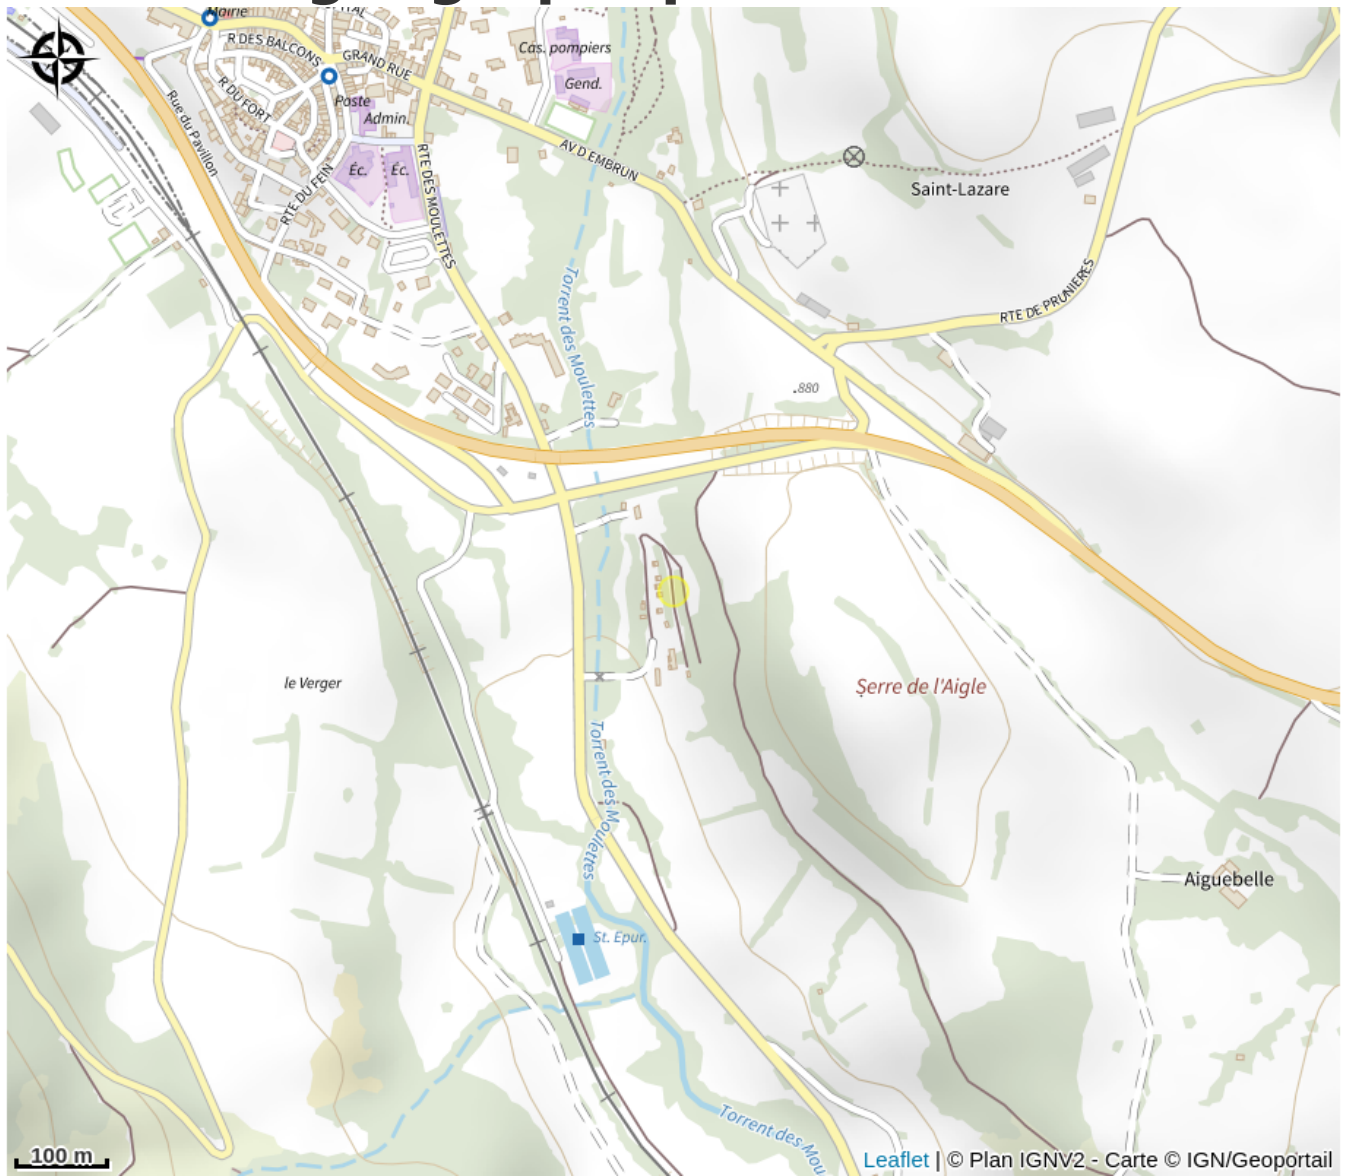 Mairie
R DES BALCONS
GRAND RUE
Cas. pompiers
Gend.
R DU FORT
Poste
Admin.
Rue du Pavillon
AV D'EMBRUN
Éc.
Éc.
RTE DU FEIN
RTE DES MOULETTES
Saint-Lazare
Torrent des Moulettes
RTE DE PRUNIERES
.880
le Verger
Serre de l'Aigle
Torrent des Moulettes
Aiguebelle
St. Epur.
Torrent des Mou
100 m
Leaflet | © Plan IGNV2 - Carte © IGN/Geoportail